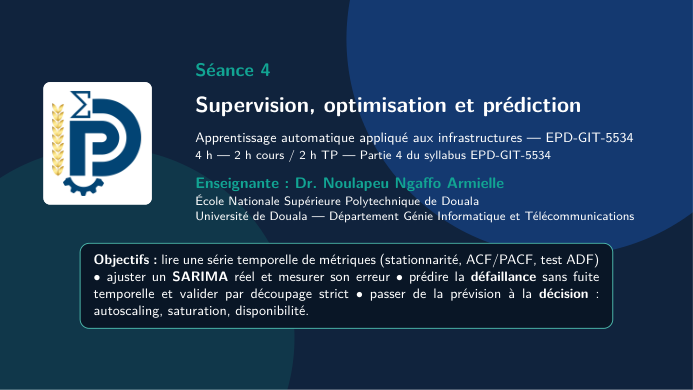 Séance 4
Supervision, optimisation et prédiction
Apprentissage automatique appliqué aux infrastructures — EPD-GIT-5534
4 h — 2 h cours / 2 h TP — Partie 4 du syllabus EPD-GIT-5534
Enseignante : Dr. Noulapeu Ngaffo Armielle
École Nationale Supérieure Polytechnique de Douala
Université de Douala — Département Génie Informatique et Télécommunications
Objectifs : lire une série temporelle de métriques (stationnarité, ACF/PACF, test ADF)
• ajuster un SARIMA réel et mesurer son erreur • prédire la défaillance sans fuite
temporelle et valider par découpage strict • passer de la prévision à la décision :
autoscaling, saturation, disponibilité.